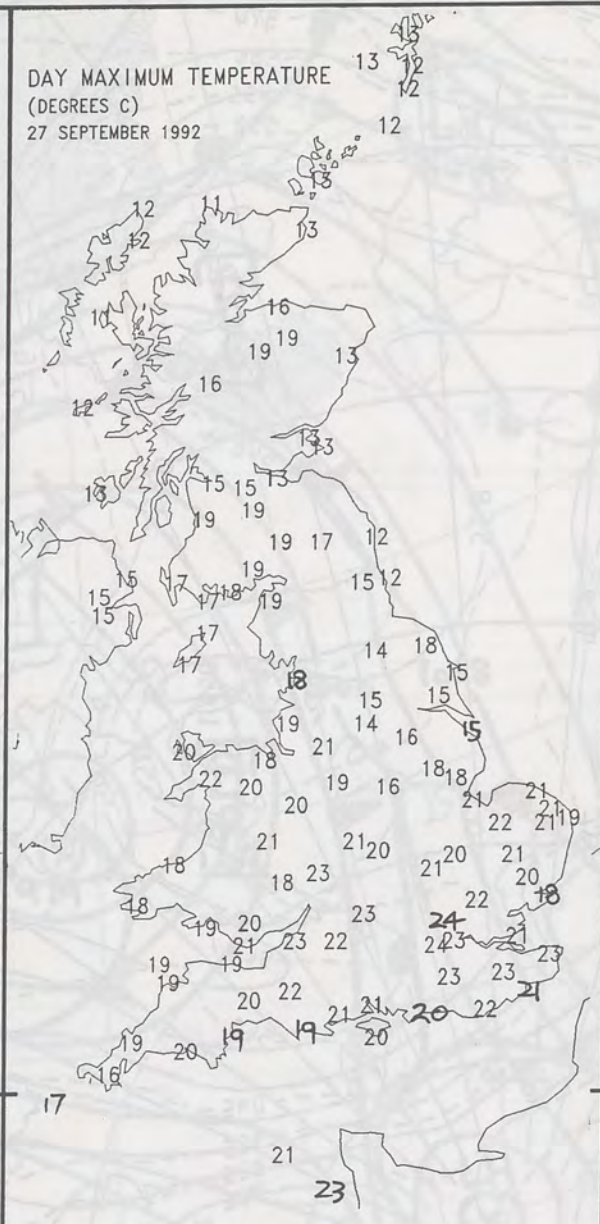 DAY MAXIMUM TEMPERATURE
(DEGREES C)
27 SEPTEMBER 1992
13
13 12
12
12
13
12 11
12 13
16
19
19 13
16
12
13
13
13
15 15
13
19 19
19 17 12
15 17 19 15 12
15 17 18 19
15
17 14 18
17 15
18
15 15
19 14 16 15
20 18 21
22 20 19 16 18 18
20 21 21
22 21 21 19
21 21 20
18 18 23 21 20 21
20
18 23 22 18
19 20 24
21 23 22 24 23 21
19 19 23
19 23 23
20 22 21
21 21 20 22
19 20 19 19 20
16
17
21
23